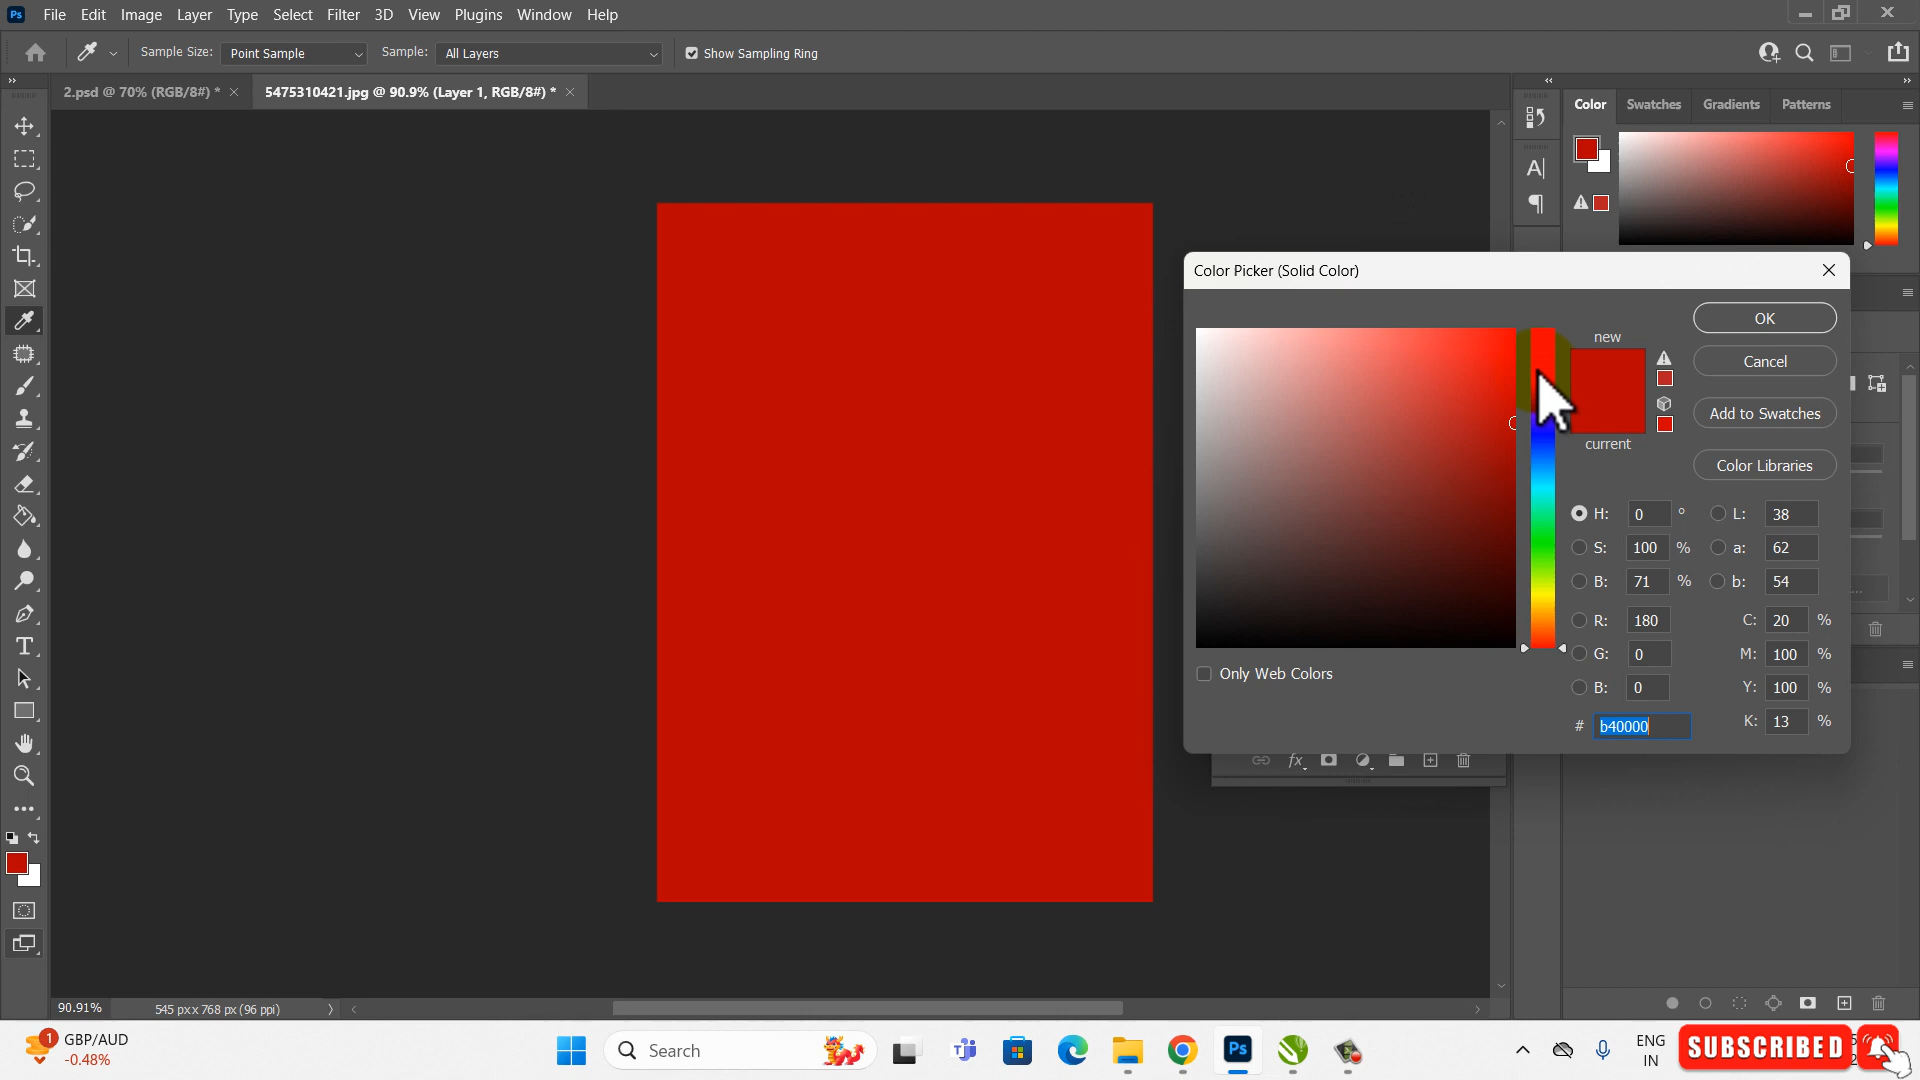 Ps File Edit Image Layer Type Select Filter 3D View Plugins Window Help
Sample Size: Point Sample Sample: All Layers Show Sampling Ring
2.psd @ 70% (RGB/8#) * 5475310421.jpg @ 90.9% (Layer 1, RGB/8#) *
Color Swatches Gradients Patterns
Color Picker (Solid Color)
OK
new
Cancel
Add to Swatches
current
Color Libraries
H: 0 ° L: 38
S: 100 % a: 62
B: 71 % b: 54
R: 180 C: 20 %
G: 0 M: 100 %
Only Web Colors
B: 0 Y: 100 %
# b40000 K: 13 %
fx
90.91% 545 px x 768 px (96 ppi)
1 GBP/AUD
-0.48%
Search
Ps
ENG
IN
SUBSCRIBED